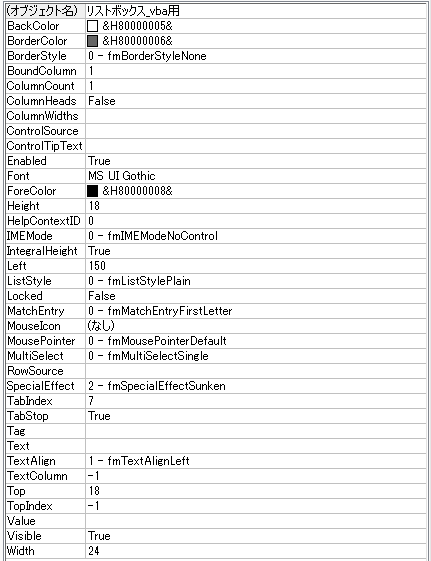 (オブジェクト名) リストボックス_vba用
BackColor &H80000005&
BorderColor &H80000006&
BorderStyle 0 - fmBorderStyleNone
BoundColumn 1
ColumnCount 1
ColumnHeads False
ColumnWidths
ControlSource
ControlTipText
Enabled True
Font MS UI Gothic
ForeColor &H80000008&
Height 18
HelpContextID 0
IMEMode 0 - fmIMEModeNoControl
IntegralHeight True
Left 150
ListStyle 0 - fmListStylePlain
Locked False
MatchEntry 0 - fmMatchEntryFirstLetter
MouseIcon (なし)
MousePointer 0 - fmMousePointerDefault
MultiSelect 0 - fmMultiSelectSingle
RowSource
SpecialEffect 2 - fmSpecialEffectSunken
TabIndex 7
TabStop True
Tag
Text
TextAlign 1 - fmTextAlignLeft
TextColumn -1
Top 18
TopIndex -1
Value
Visible True
Width 24